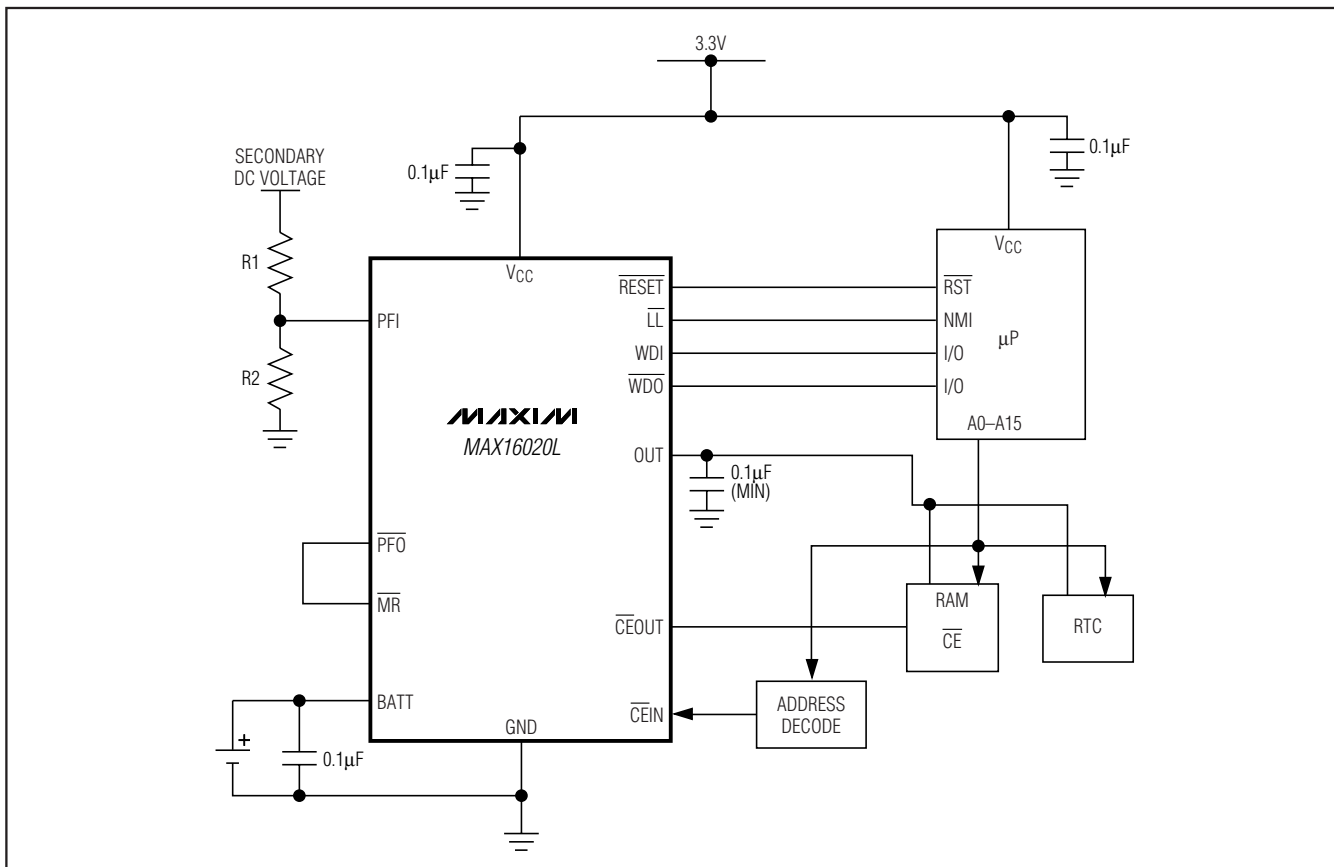 3.3V
0.1µF
0.1µF
SECONDARY
DC VOLTAGE
R1
R2
VCC
PFI
PFO
MR
BATT
GND
RESET
LL
WDI
WDO
OUT
CEOUT
CEIN
MAXIM
MAX16020L
VCC
RST
NMI
I/O
I/O
µP
A0–A15
0.1µF
(MIN)
RAM
CE
RTC
ADDRESS
DECODE
+
0.1µF